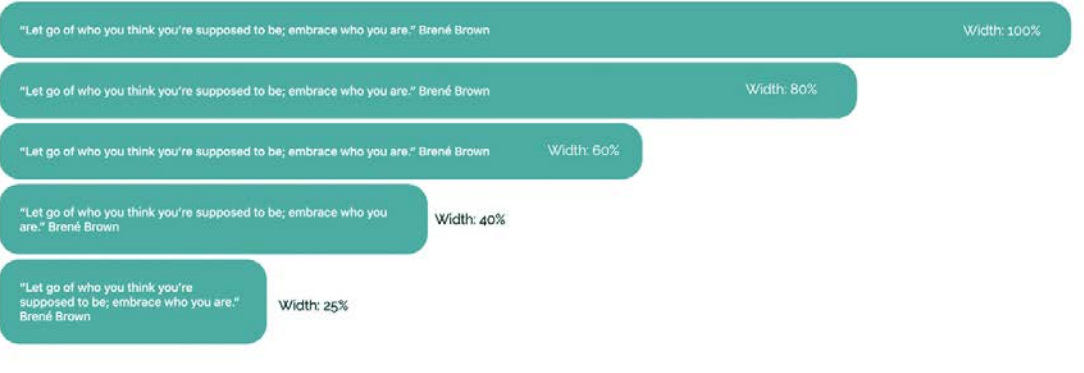 "Let go of who you think you're supposed to be; embrace who you are." Brené Brown Width: 100%
"Let go of who you think you're supposed to be; embrace who you are." Brené Brown Width: 80%
"Let go of who you think you're supposed to be; embrace who you are." Brené Brown Width: 60%
"Let go of who you think you're supposed to be; embrace who you
are." Brené Brown
Width: 40%
"Let go of who you think you're
supposed to be; embrace who you are."
Brené Brown
Width: 25%